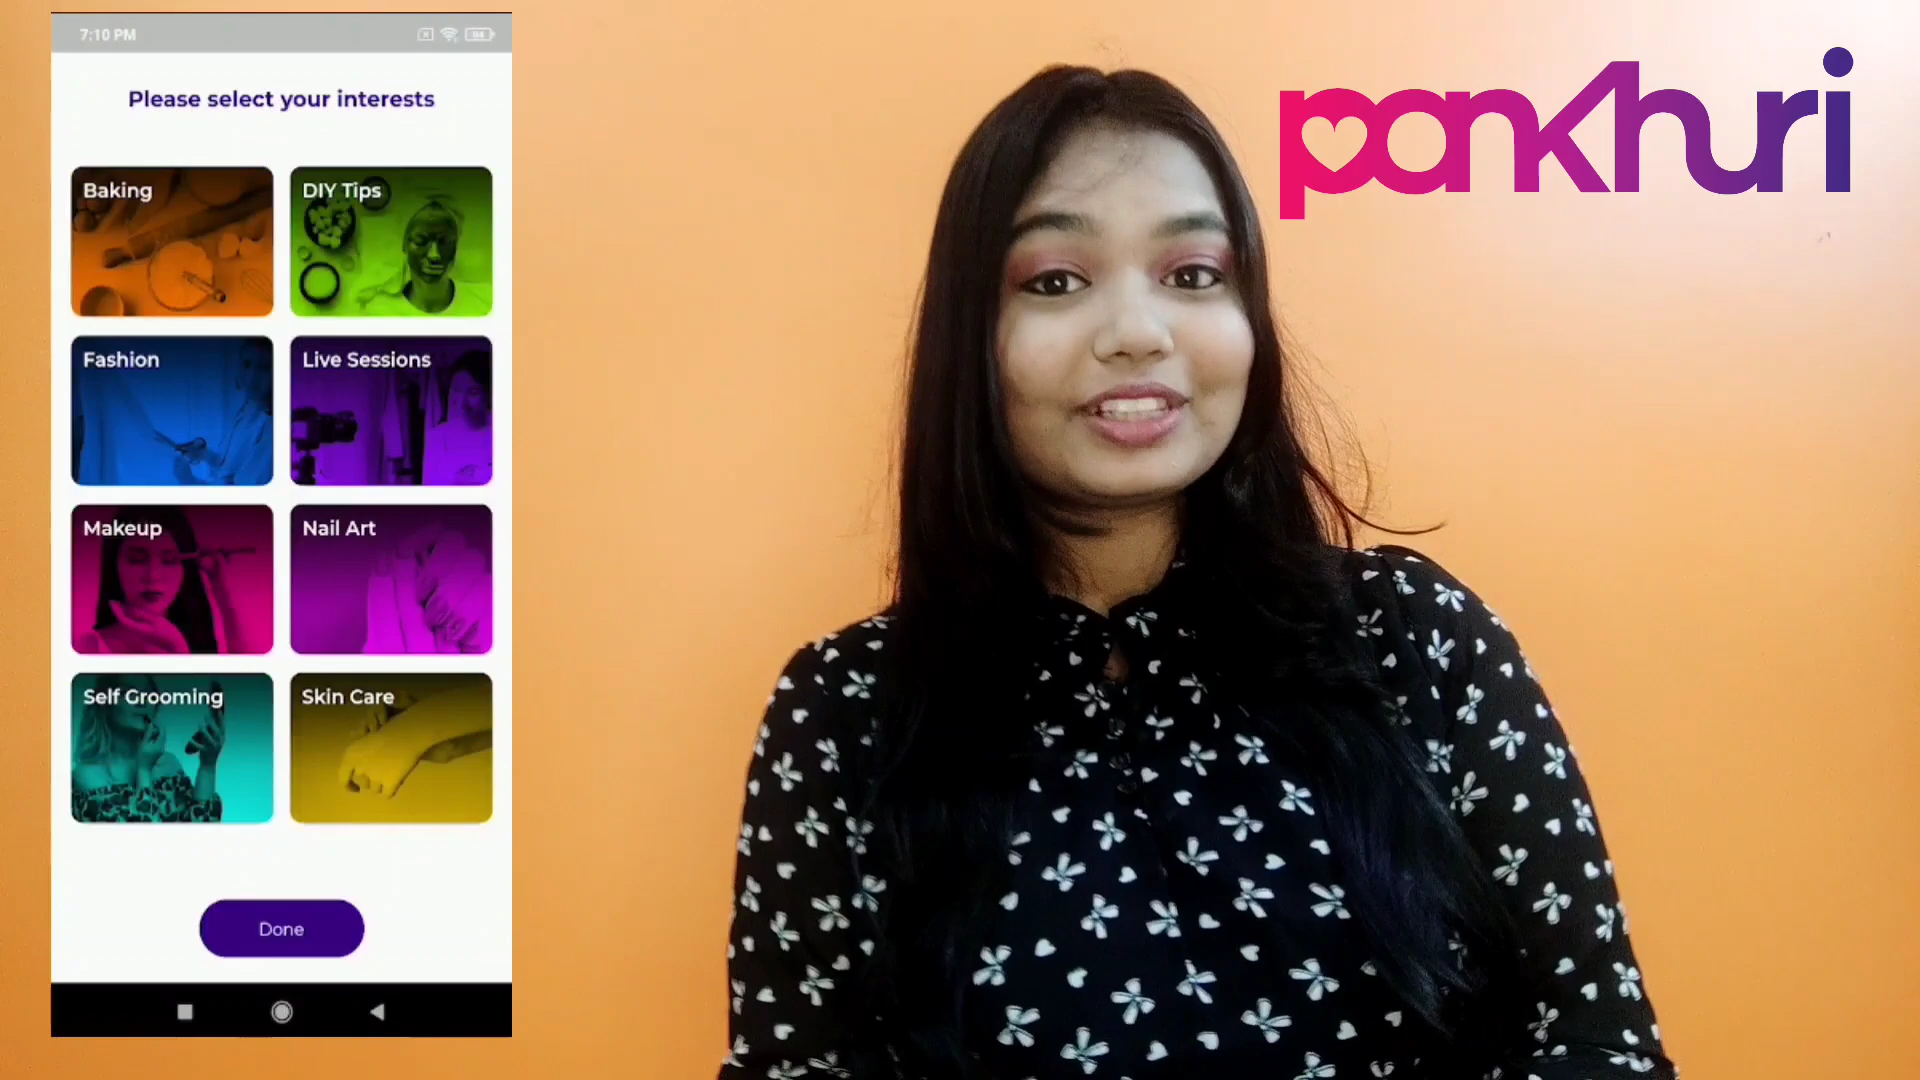 7:10 PM
Please select your interests
Baking
DIY Tips
Fashion
Live Sessions
Makeup
Nail Art
Self Grooming
Skin Care
Done
pankhuri